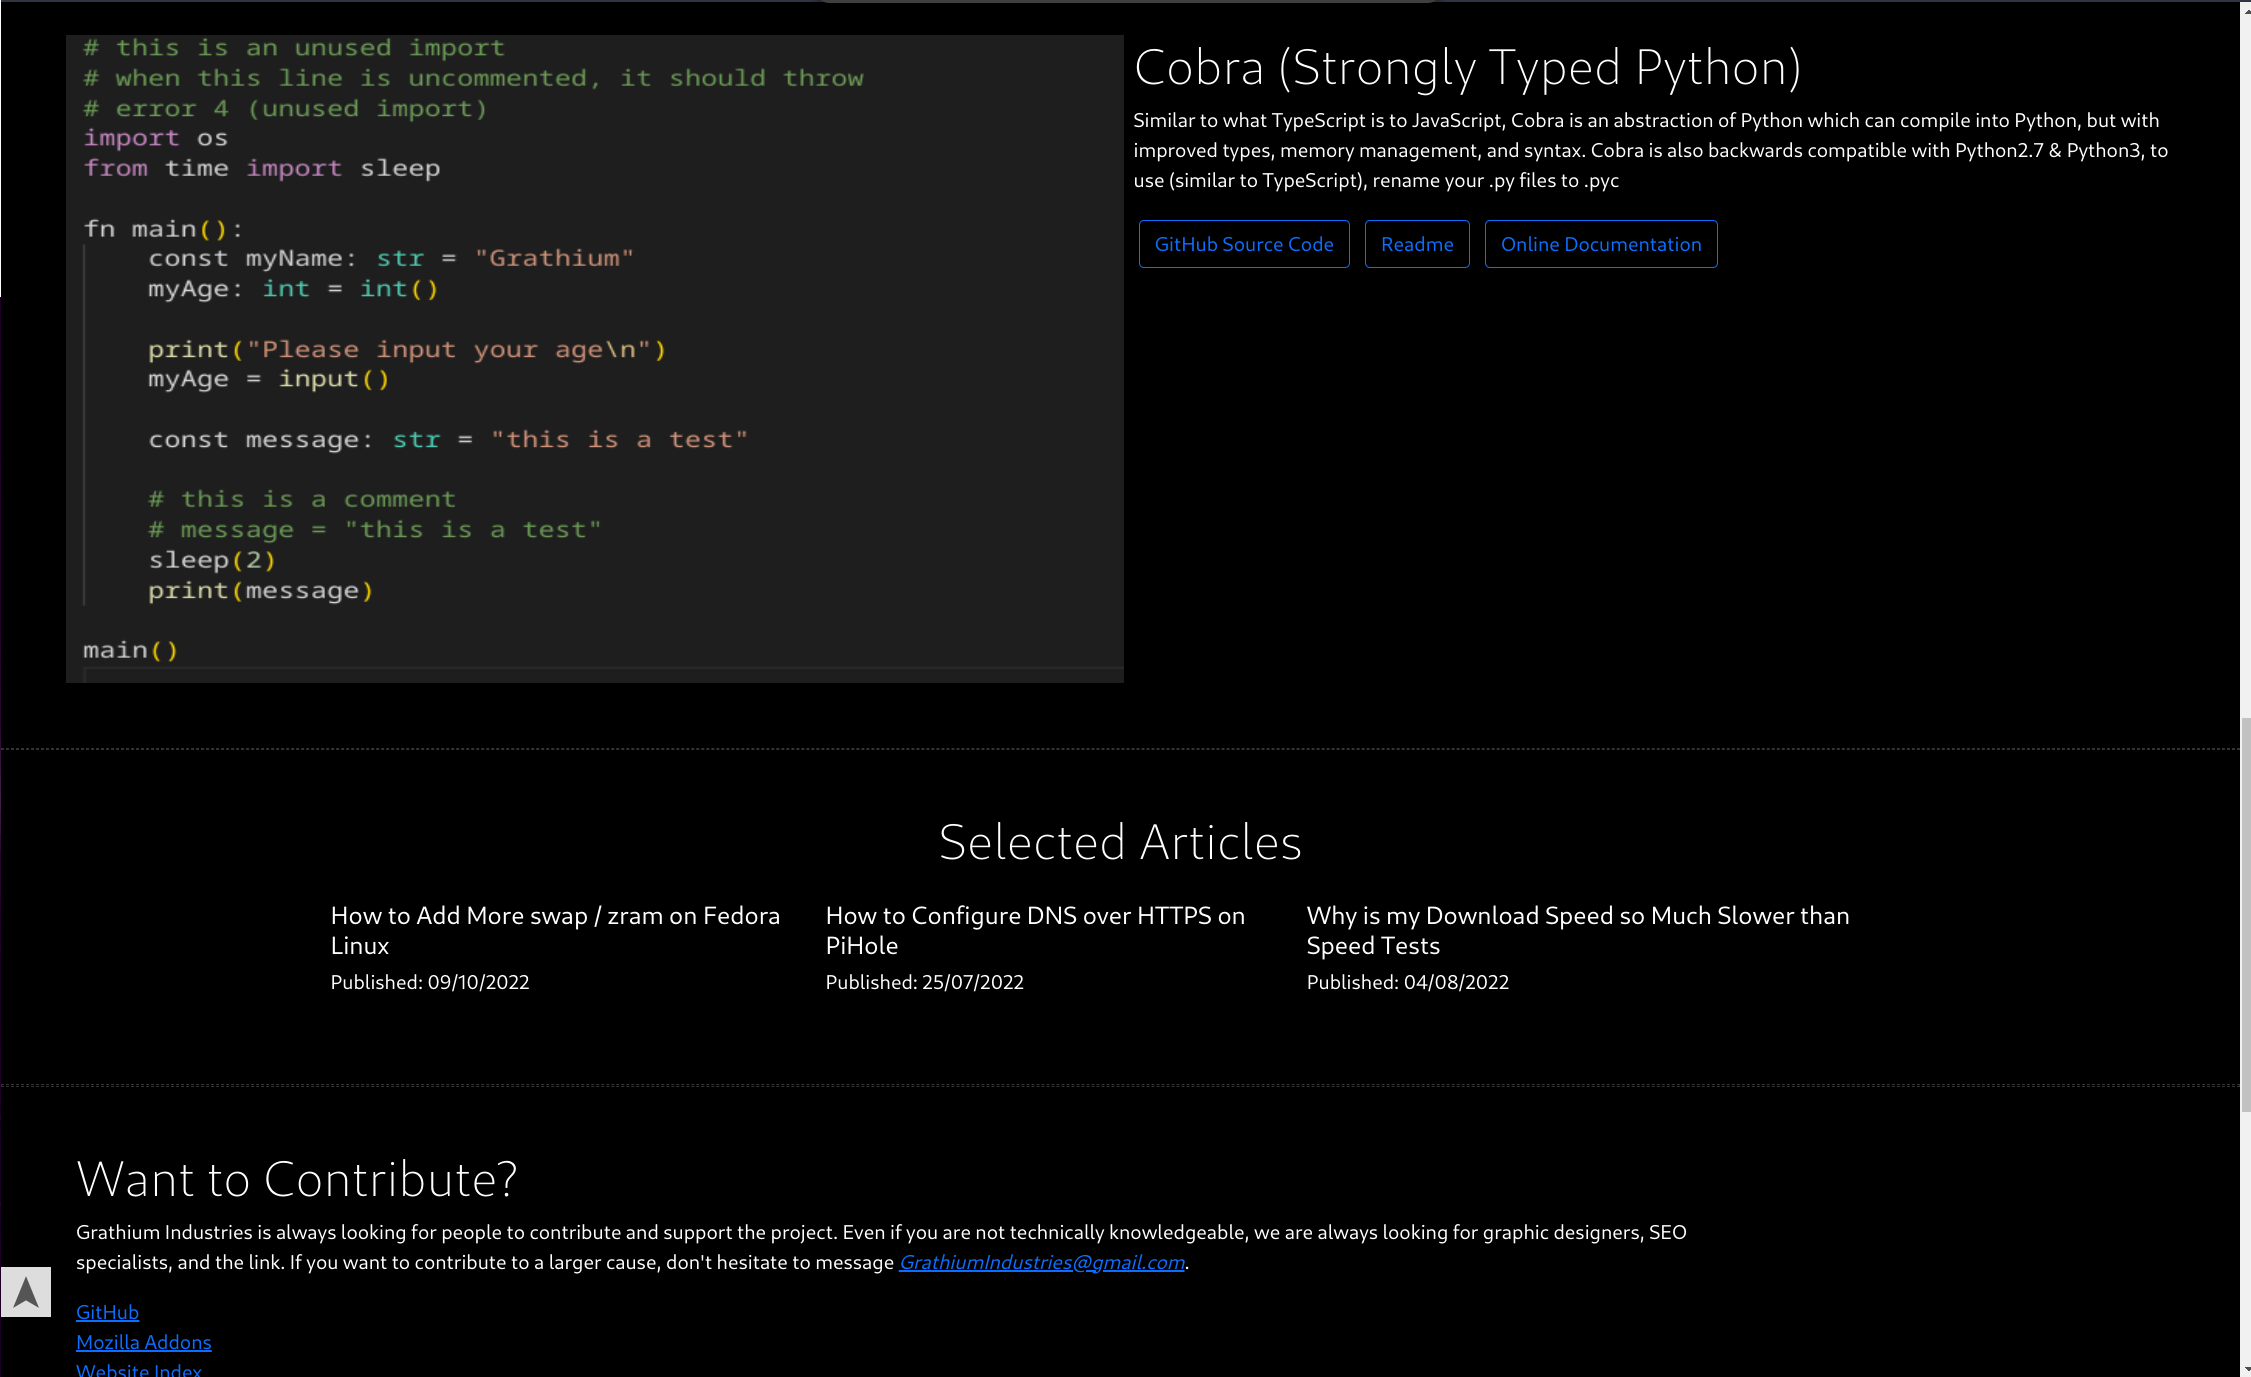 # this is an unused import
# when this line is uncommented, it should throw
# error 4 (unused import)
import os
from time import sleep
fn main():
const myName: str = "Grathium"
myAge: int = int()
print("Please input your age\n")
myAge = input()
const message: str = "this is a test"
# this is a comment
# message = "this is a test"
sleep(2)
print(message)
main()
Cobra (Strongly Typed Python)
Similar to what TypeScript is to JavaScript, Cobra is an abstraction of Python which can compile into Python, but with
improved types, memory management, and syntax. Cobra is also backwards compatible with Python2.7 & Python3, to
use (similar to TypeScript), rename your .py files to .pyc
GitHub Source Code
Readme
Online Documentation
Selected Articles
How to Add More swap / zram on Fedora
Linux
Published: 09/10/2022
How to Configure DNS over HTTPS on
PiHole
Published: 25/07/2022
Why is my Download Speed so Much Slower than
Speed Tests
Published: 04/08/2022
Want to Contribute?
Grathium Industries is always looking for people to contribute and support the project. Even if you are not technically knowledgeable, we are always looking for graphic designers, SEO
specialists, and the link. If you want to contribute to a larger cause, don't hesitate to message GrathiumIndustries@gmail.com.
GitHub
Mozilla Addons
Website Index